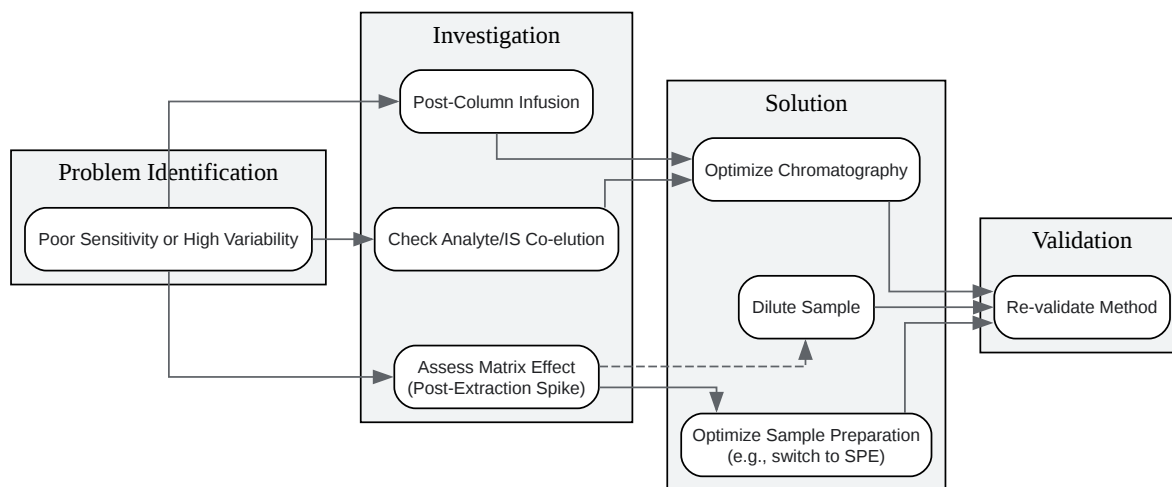 Problem Identification
Poor Sensitivity or High Variability
Investigation
Post-Column Infusion
Check Analyte/IS Co-elution
Assess Matrix Effect
(Post-Extraction Spike)
Solution
Optimize Chromatography
Dilute Sample
Optimize Sample Preparation
(e.g., switch to SPE)
Validation
Re-validate Method